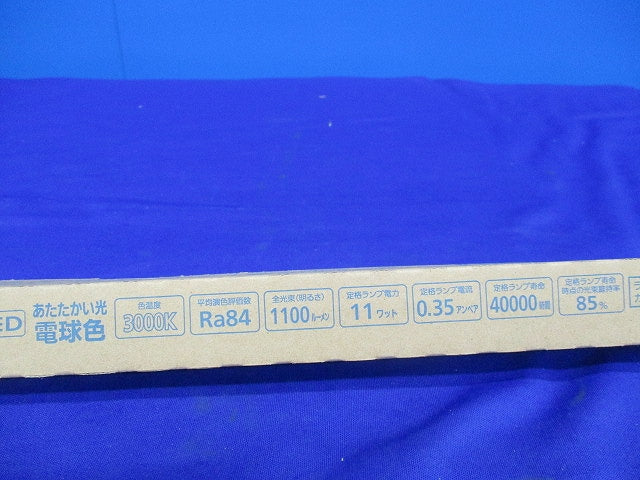 ED
あたたかい光
電球色
色温度
3000K
平均演色評価数
Ra84
全光束(明るさ)
1100ルーメン
定格ランプ電力
11ワット
定格ランプ電流
0.35アンペア
定格ランプ寿命
40000時間
定格ランプ寿命
時点の光束維持率
85%